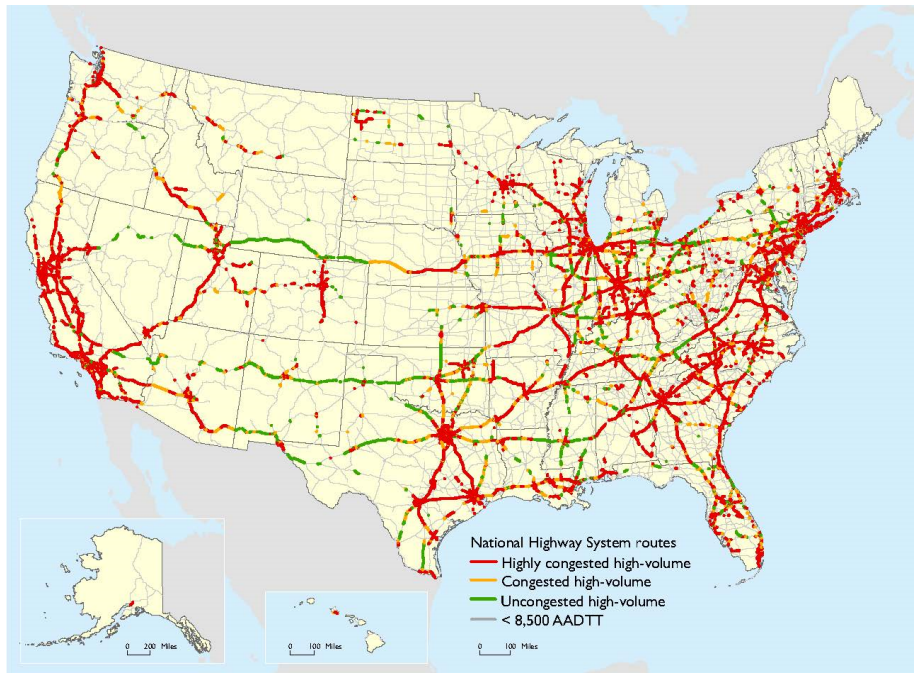 National Highway System routes
Highly congested high-volume
Congested high-volume
Uncongested high-volume
< 8,500 AADTT
0 200 Miles
0 100 Miles
0 100 Miles